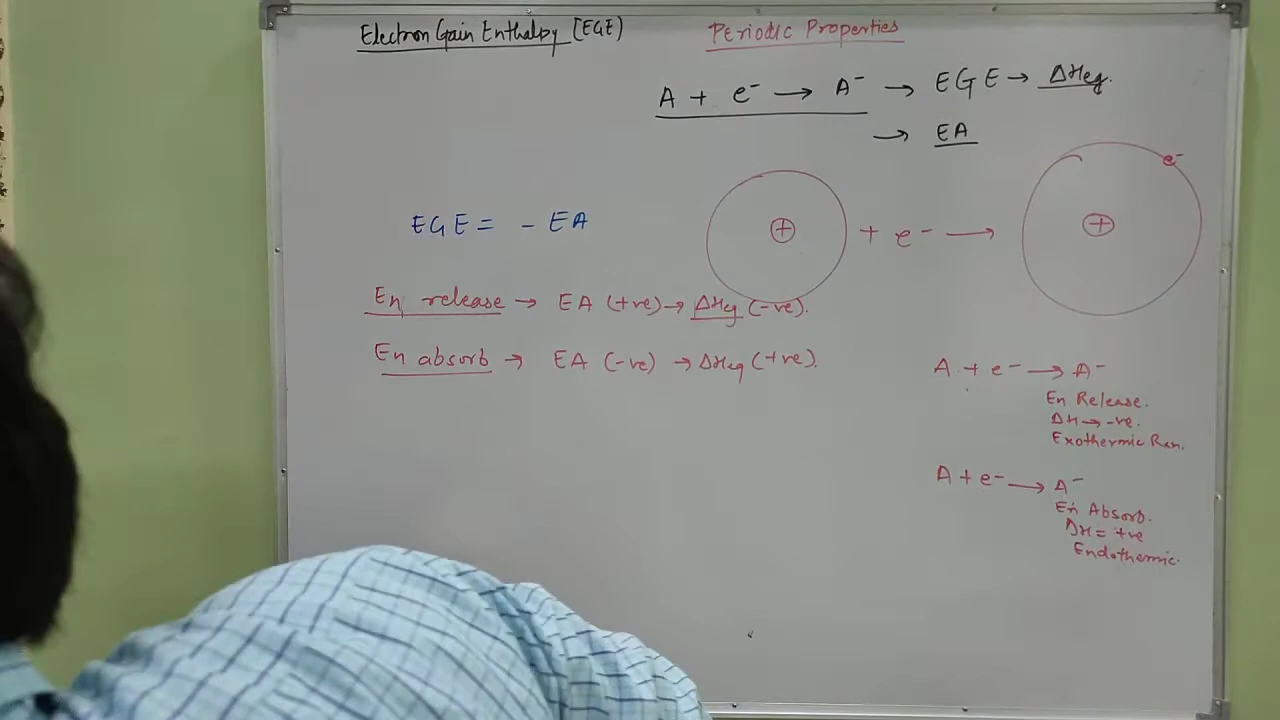 Electron Gain Enthalpy [EGE)
Periodic Properties
A + e⁻ → A⁻ → EGE → ΔHeg.
→ EA
e⁻
EGE = - EA
+ + e⁻ → +
En release → EA (+ve) → ΔHeg (-ve).
En absorb → EA (-ve) → ΔHeg (+ve).
A + e⁻ → A⁻
En Release.
ΔH → -ve.
Exothermic Rxn.
A + e⁻ → A⁻
En Absorb.
ΔH = +ve
Endothermic.